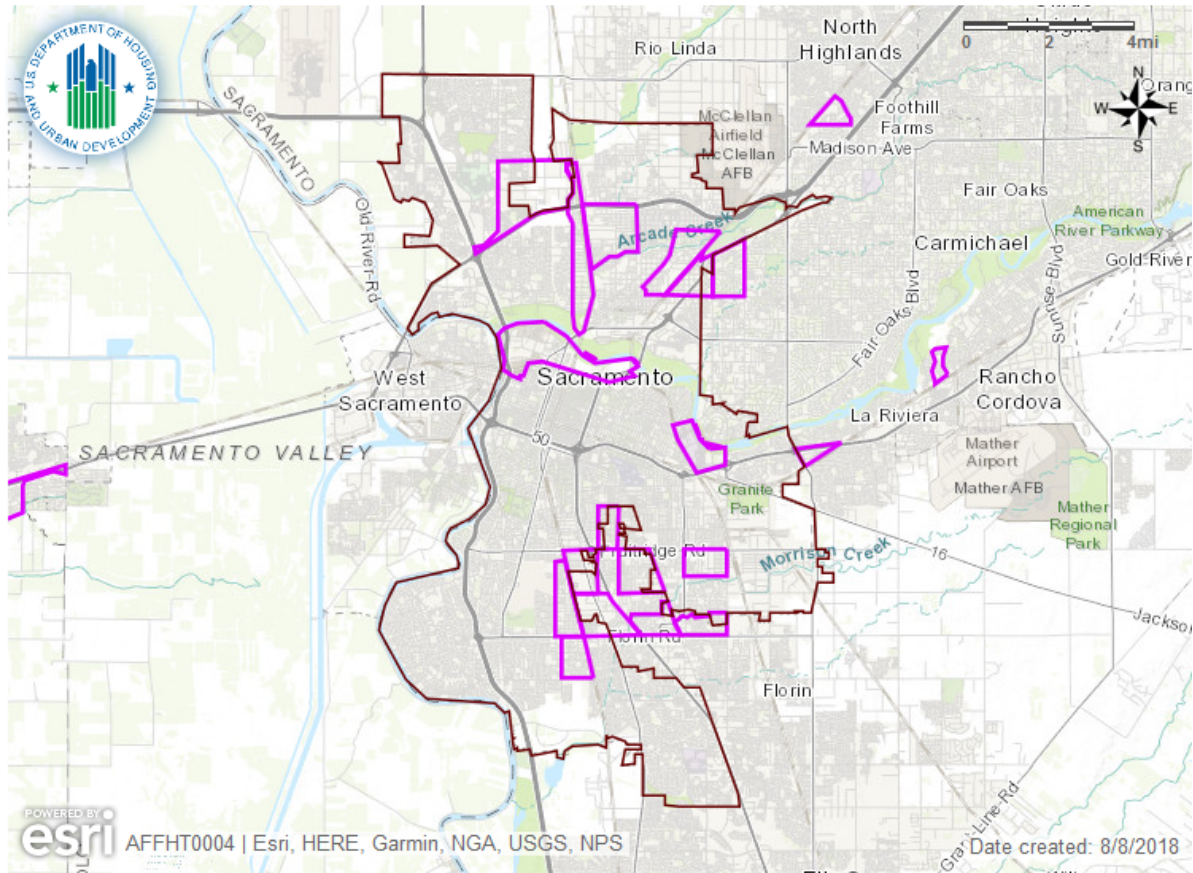 U.S. DEPARTMENT OF HOUSING
AND URBAN DEVELOPMENT
North
Highlands
Rio Linda
0 2 4mi
N
W E
S
Foothill
Farms
Madison Ave
McClellan
Airfield
McClellan
AFB
SACRAMENTO
Old-River-Rd
Fair Oaks
American
River Parkway
Arcade Creek
Carmichael
Gold River
Sunrise-Blvd
Fair-Oaks-Blvd
West
Sacramento
Sacramento
Rancho
Cordova
La Riviera
50
SACRAMENTO VALLEY
Mather
Airport
Mather AFB
Granite
Park
Mather
Regional
Park
Morrison Creek
16
Jackson
Florin Rd
Florin
Grant-Line-Rd
POWERED BY
esri
AFFHT0004 | Esri, HERE, Garmin, NGA, USGS, NPS
Date created: 8/8/2018